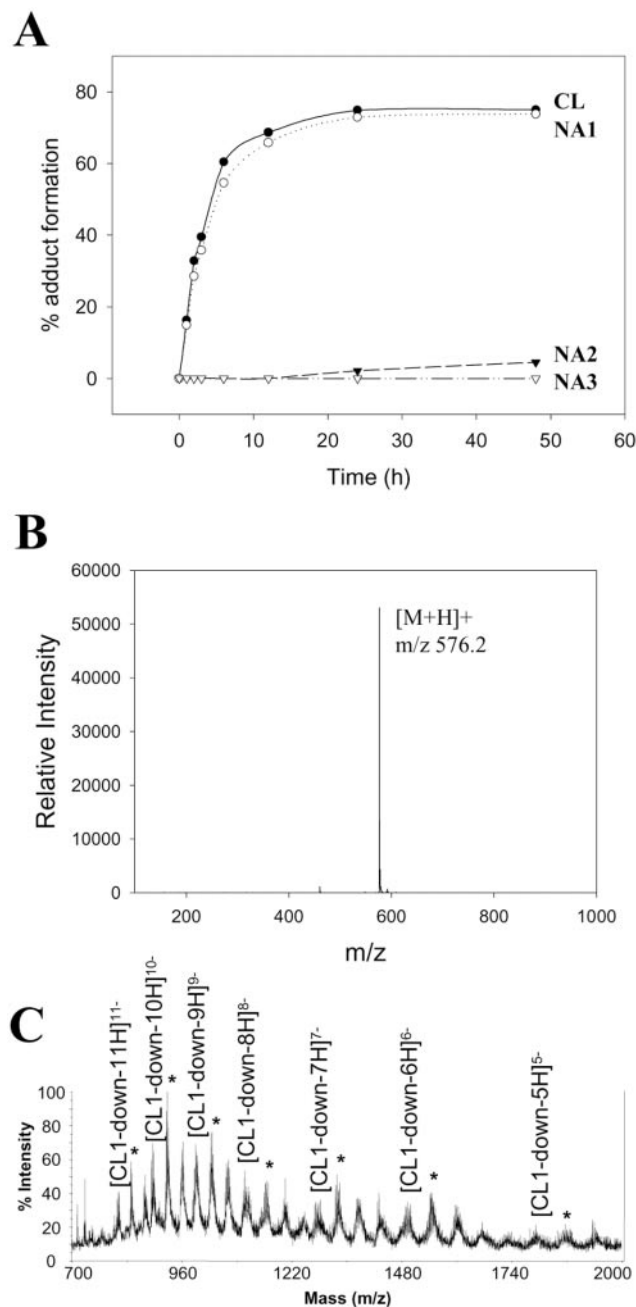 A
% adduct formation
80
60
40
20
0
0 10 20 30 40 50 60
Time (h)
CL
NA1
NA2
NA3
B
Relative Intensity
60000
50000
40000
30000
20000
10000
0
[M+H]+
m/z 576.2
200 400 600 800 1000
m/z
C
% Intensity
100
80
60
40
20
0
[CL1-down-11H]11-
*
[CL1-down-10H]10-
*
[CL1-down-9H]9-
*
[CL1-down-8H]8-
*
[CL1-down-7H]7-
*
[CL1-down-6H]6-
*
[CL1-down-5H]5-
*
700 960 1220 1480 1740 2000
Mass (m/z)